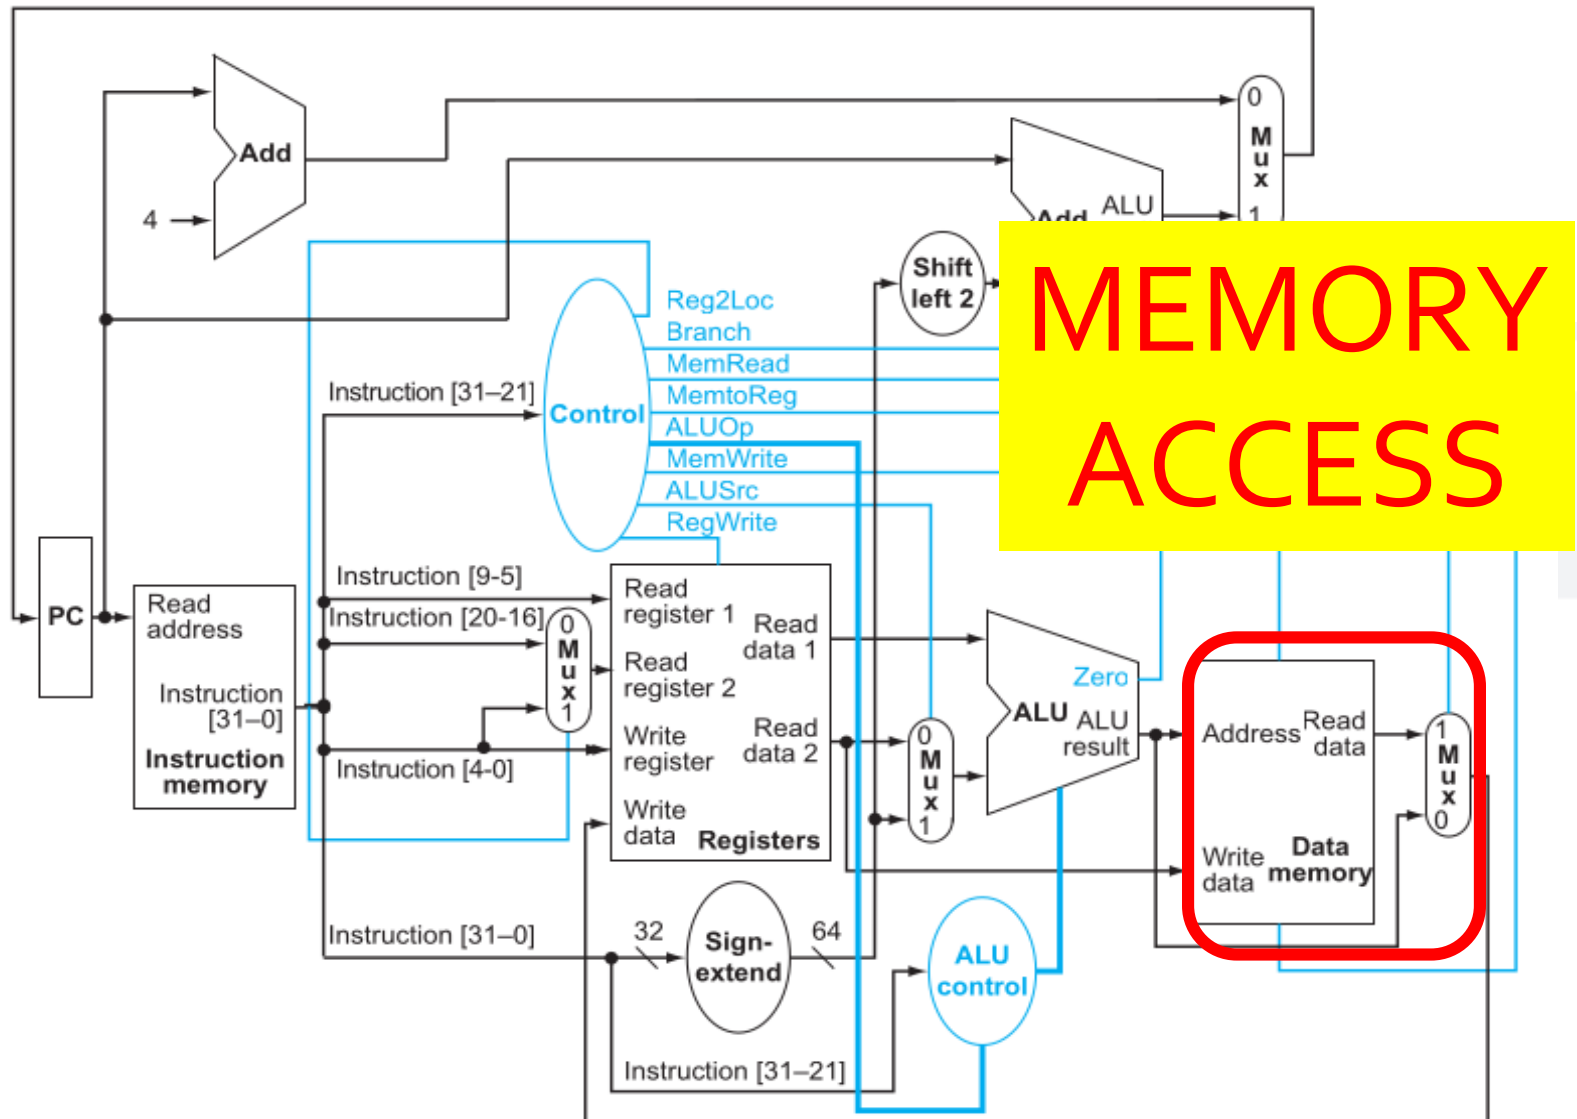 0
M
u
x
1
Add
4
Add
ALU
MEMORY
ACCESS
Shift
left 2
Reg2Loc
Branch
MemRead
MemtoReg
ALUOp
MemWrite
ALUSrc
RegWrite
Instruction [31–21]
Control
PC
Read
address
Instruction
[31–0]
Instruction
memory
Instruction [9-5]
Instruction [20-16]
Instruction [4-0]
0
M
u
x
1
Read
register 1
Read
register 2
Write
register
Write
data
Read
data 1
Read
data 2
Registers
0
M
u
x
1
Zero
ALU
ALU
result
Address
Read
data
Write
data
Data
memory
1
M
u
x
0
Instruction [31–0]
32
Sign-
extend
64
ALU
control
Instruction [31–21]